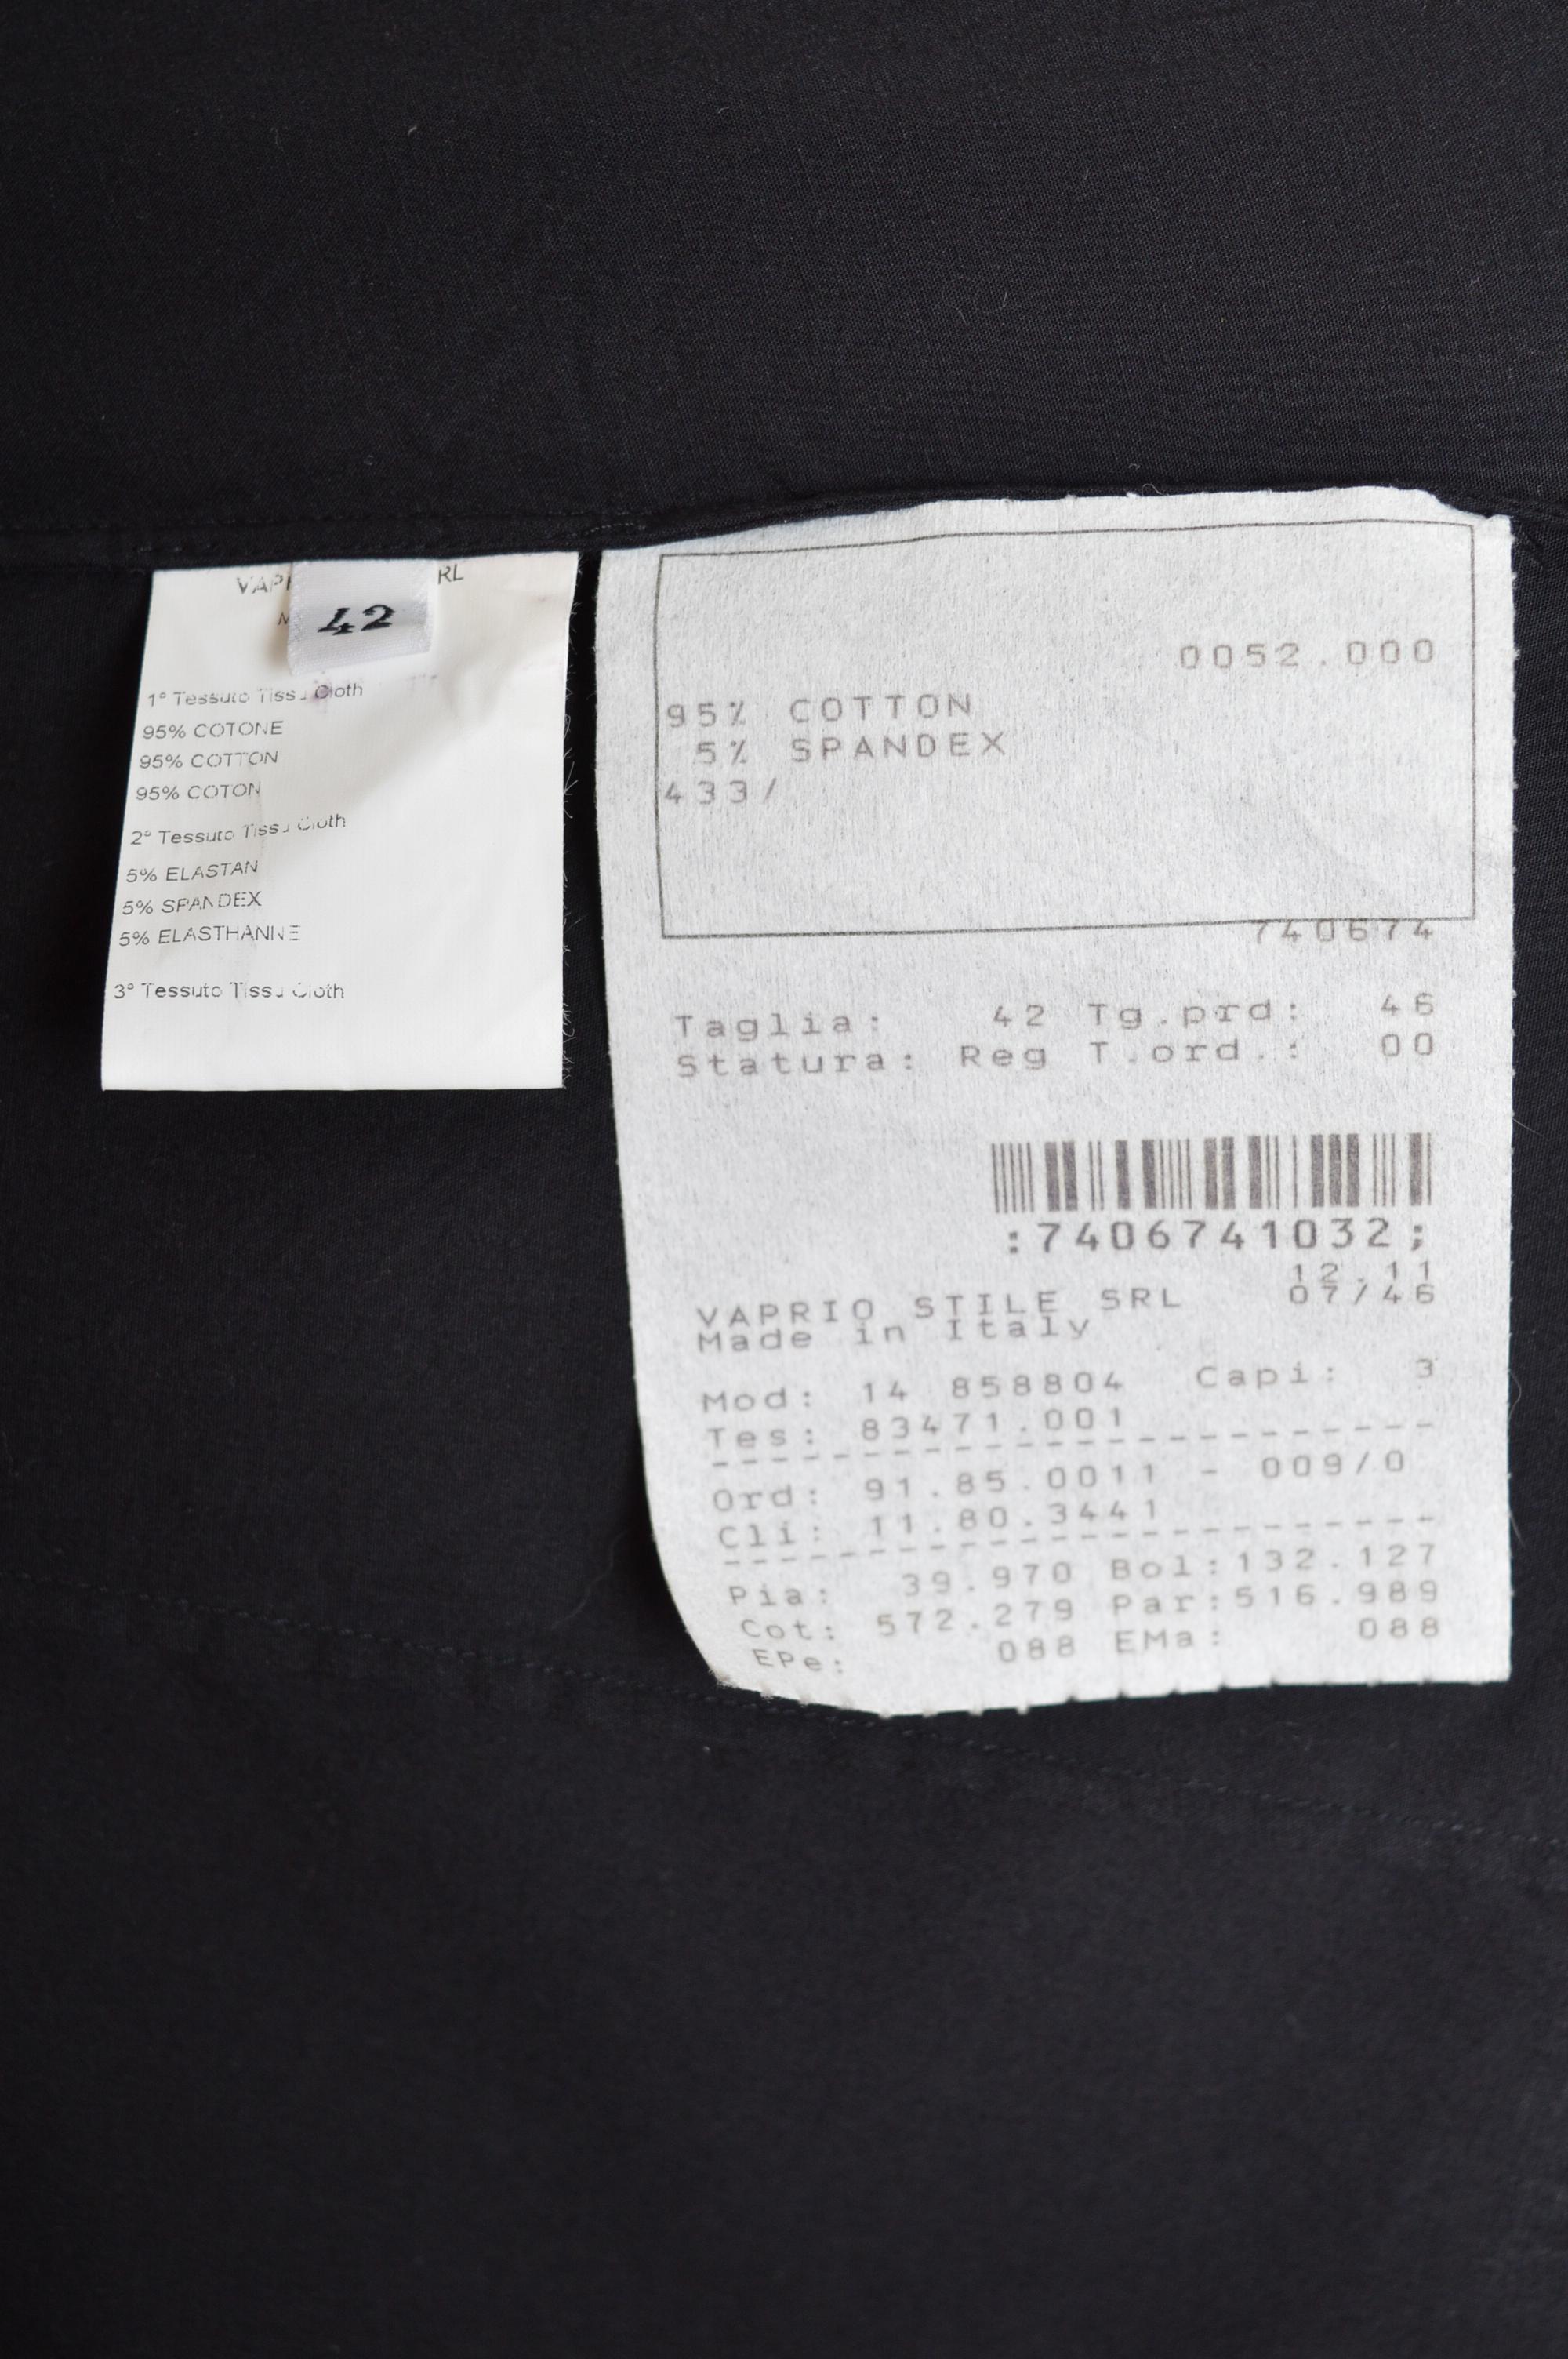 42
RL
1° Tessuto Tissu Cloth
95% COTONE
95% COTTON
95% COTON
2° Tessuto Tissu Cloth
5% ELASTAN
5% SPANDEX
5% ELASTHANNE
3° Tessuto Tissu Cloth
0052.000
95% COTTON
5% SPANDEX
433/
740674
Taglia: 42 Tg.prd: 46
Statura: Reg T.ord.: 00
:7406741032;
12.11
VAPRIO STILE SRL 07/46
Made in Italy
Mod: 14 858804 Capi: 3
Tes: 83471.001
Ord: 91.85.0011 - 009/0
Cli: 11.80.3441
Pia: 39.970 Bol:132.127
Cot: 572.279 Par:516.989
EPe: 088 EMa: 088